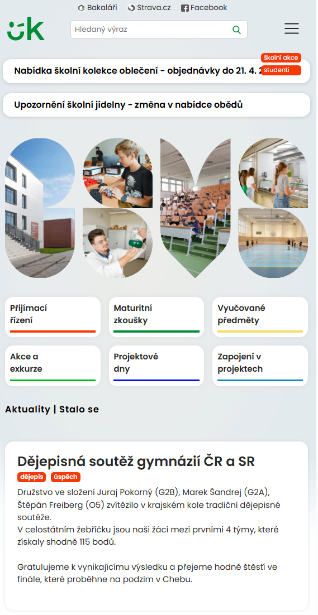 Bakaláři Strava.cz Facebook
Hledaný výraz
Školní akce
Nabídka školní kolekce oblečení - objednávky do 21. 4. 2
studenti
Upozornění školní jídelny - změna v nabídce obědů
Přijímací řízení
Maturitní zkoušky
Vyučované předměty
Akce a exkurze
Projektové dny
Zapojení v projektech
Aktuality | Stalo se
Dějepisná soutěž gymnázií ČR a SR
dějepis úspěch
Družstvo ve složení Juraj Pokorný (G2B), Marek Šandrej (G2A),
Štěpán Freiberg (O5) zvítězilo v krajském kole tradiční dějepisné
soutěže.
V celostátním žebříčku jsou naši žáci mezi prvními 4 týmy, které
získaly shodně 115 bodů.
Gratulujeme k vynikajícímu výsledku a přejeme hodně štěstí ve
finále, které proběhne na podzim v Chebu.